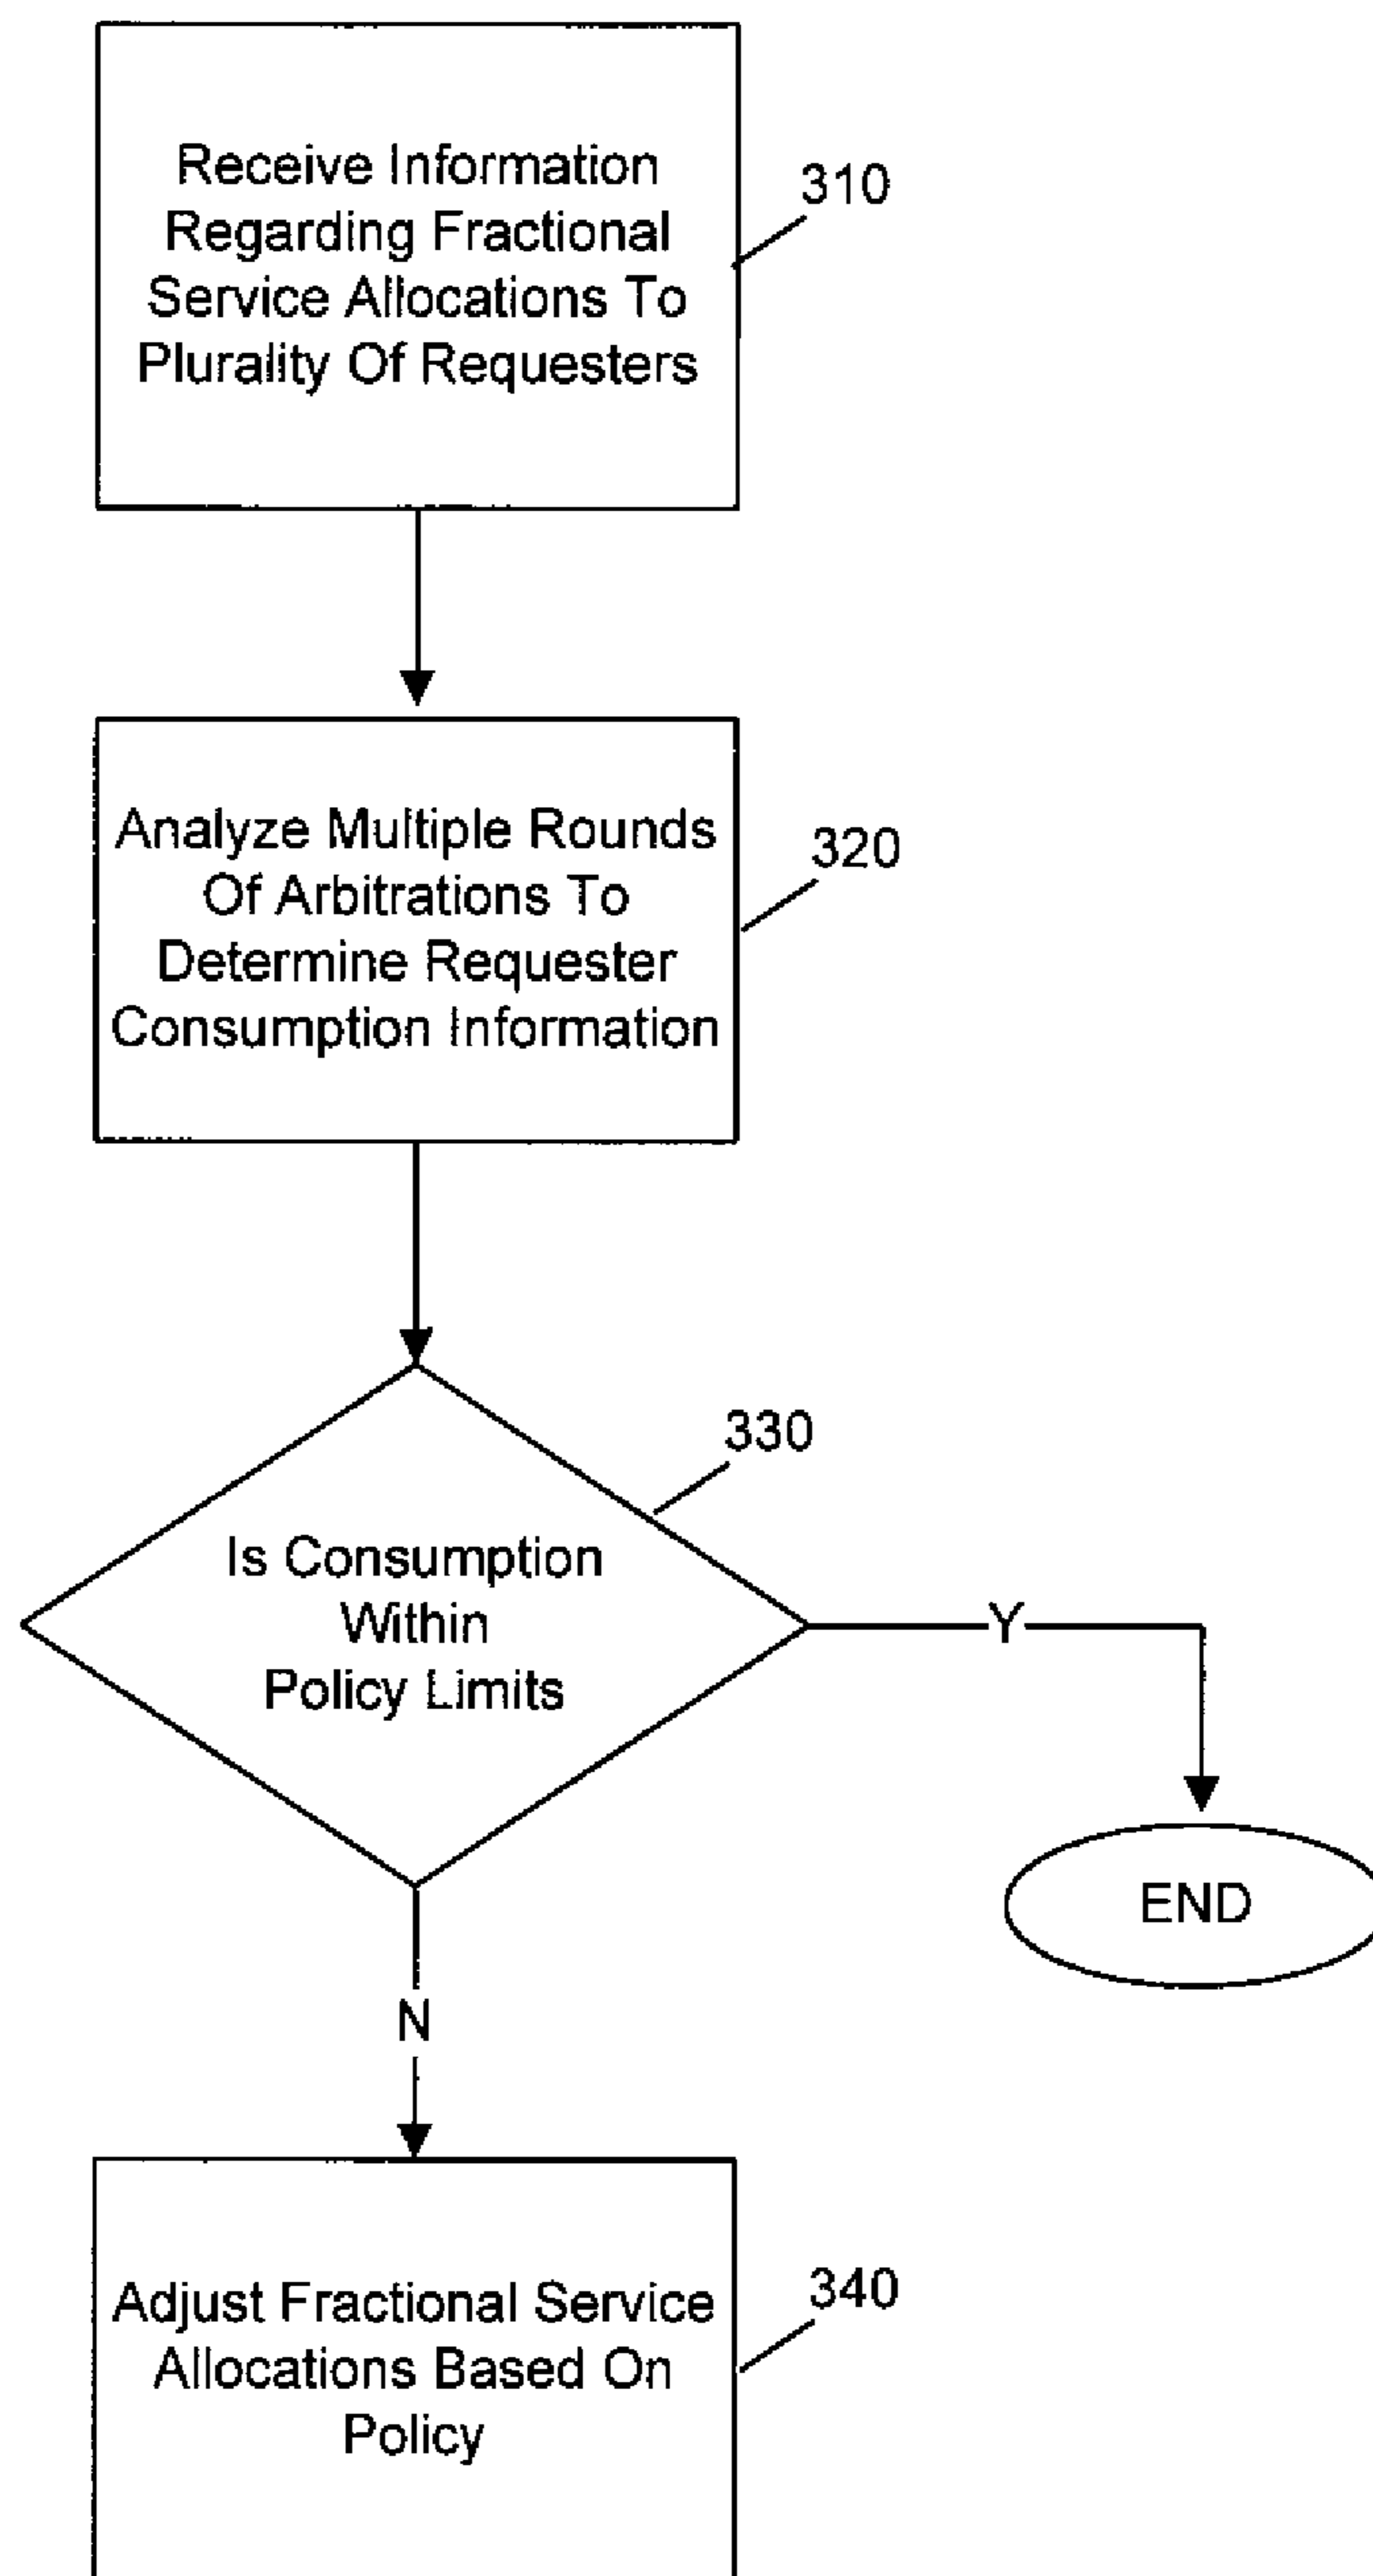 Receive Information
Regarding Fractional
Service Allocations To
Plurality Of Requesters
310
Analyze Multiple Rounds
Of Arbitrations To
Determine Requester
Consumption Information
320
330
Is Consumption
Within
Policy Limits
Y
END
N
Adjust Fractional Service
Allocations Based On
Policy
340